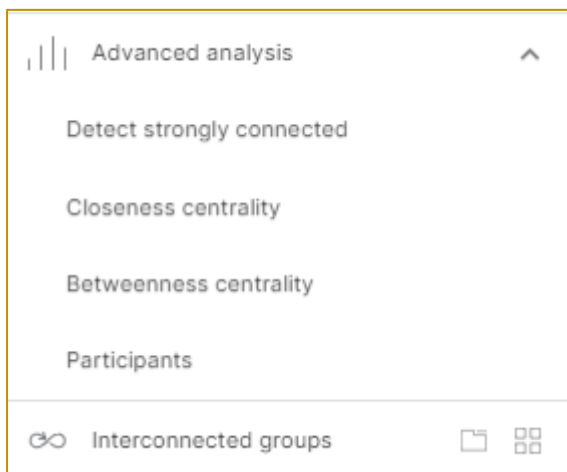 Advanced analysis
Detect strongly connected
Closeness centrality
Betweenness centrality
Participants
Interconnected groups